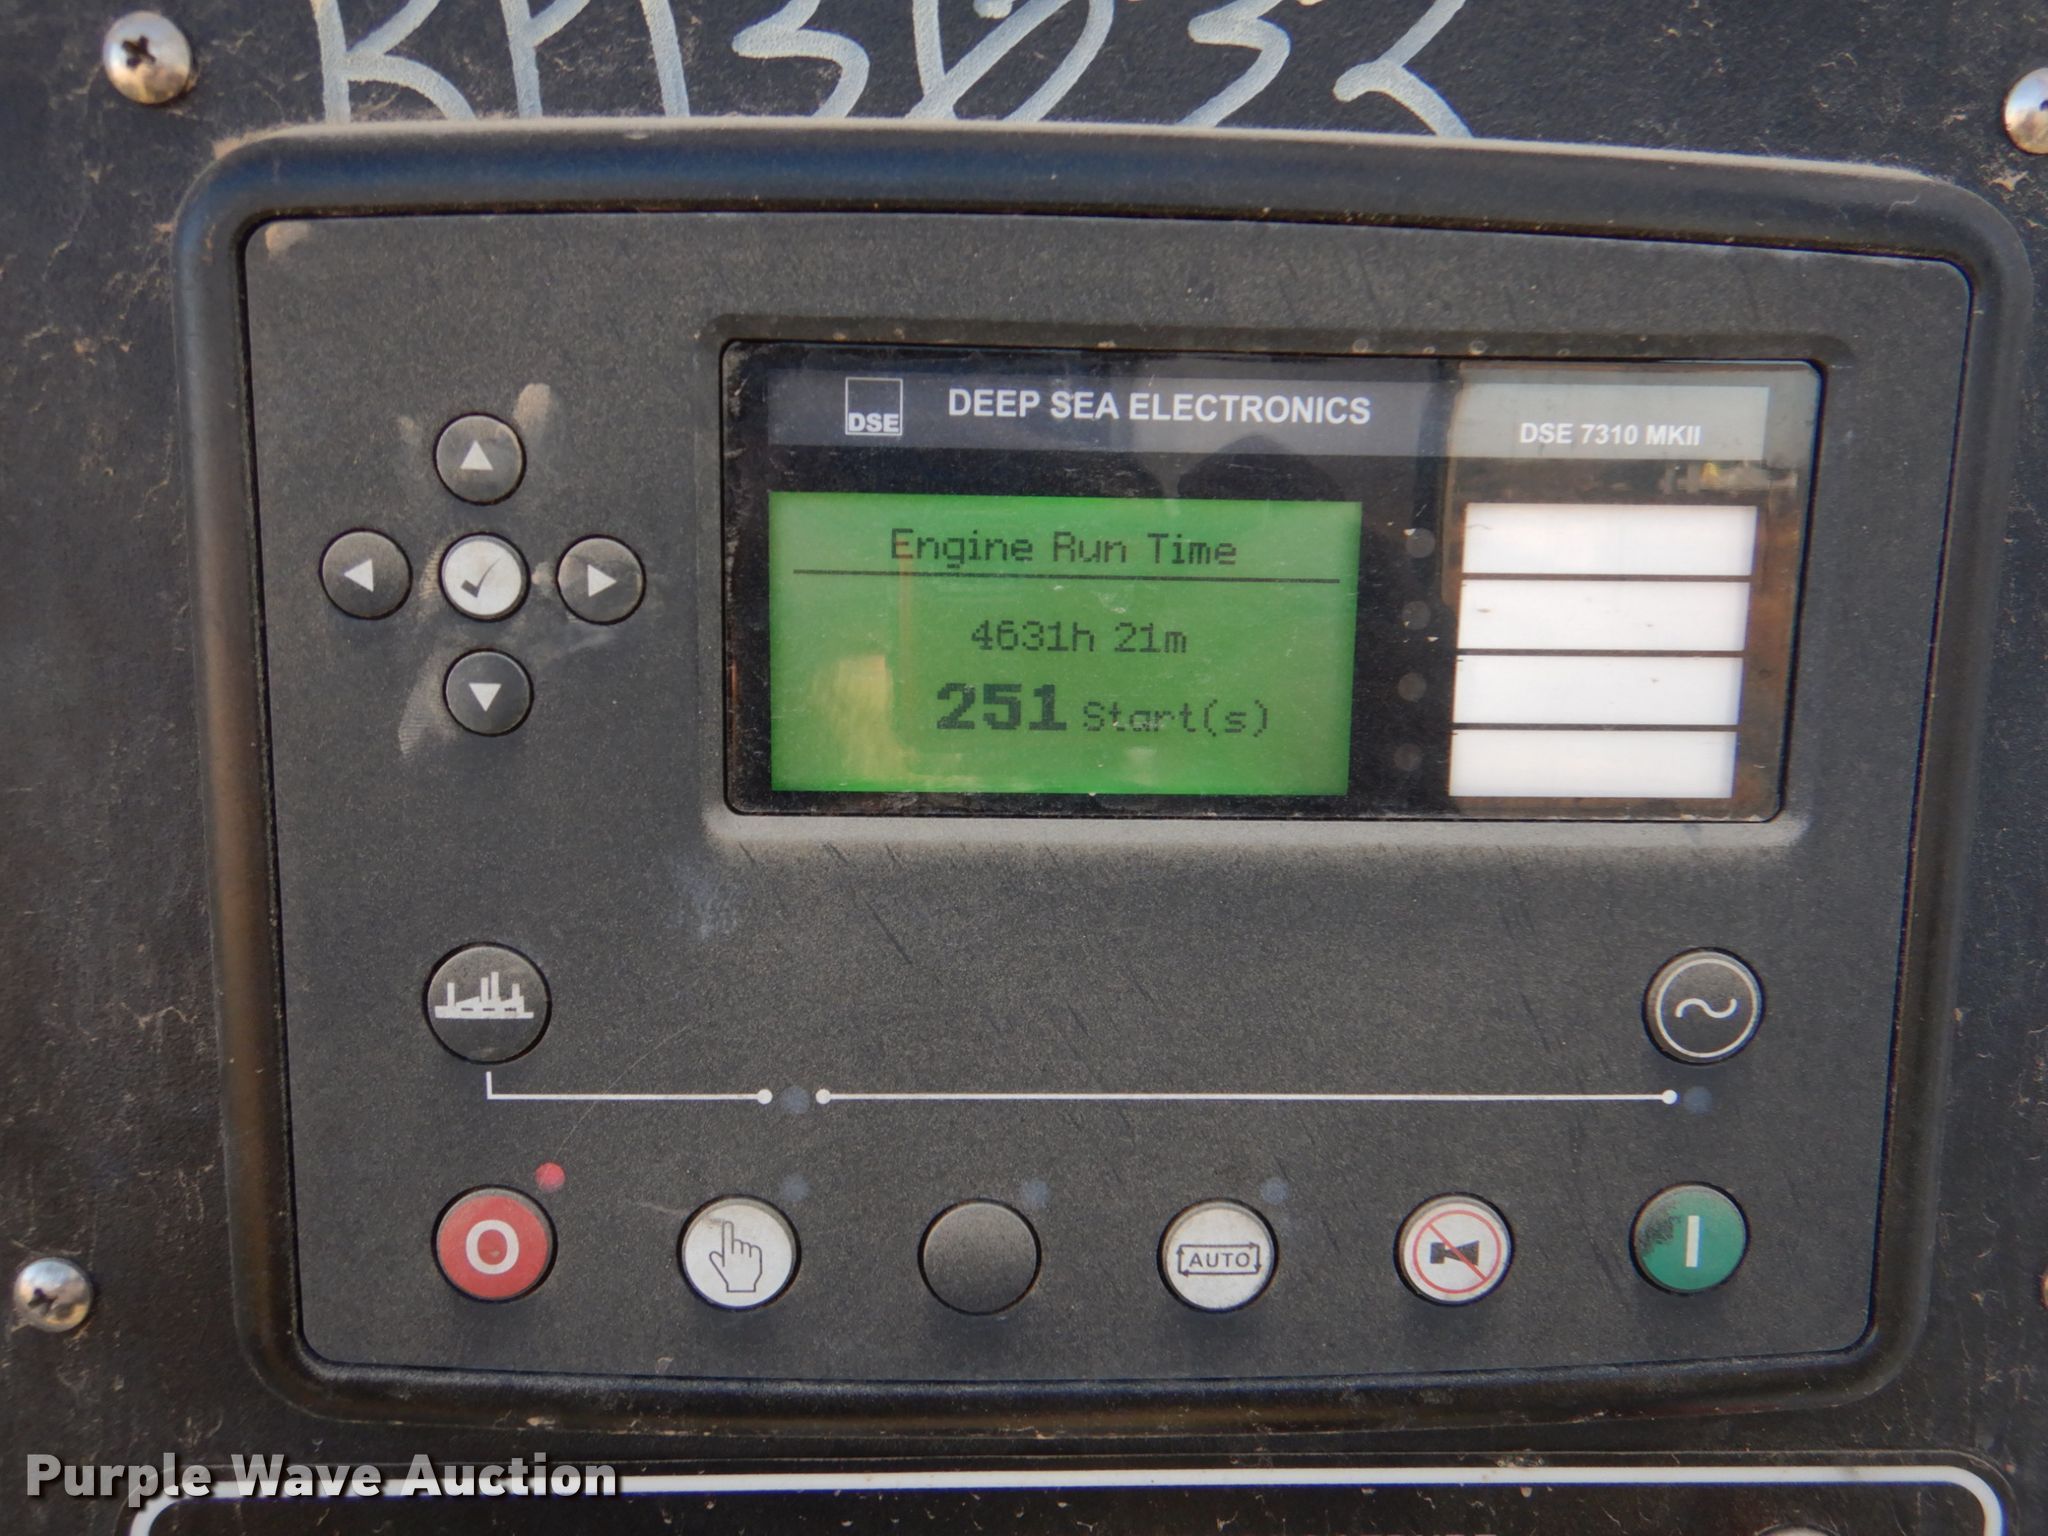 DSE
DEEP SEA ELECTRONICS
DSE 7310 MKII
Engine Run Time
4631h 21m
251 Start(s)
O
AUTO
I
Purple Wave Auction